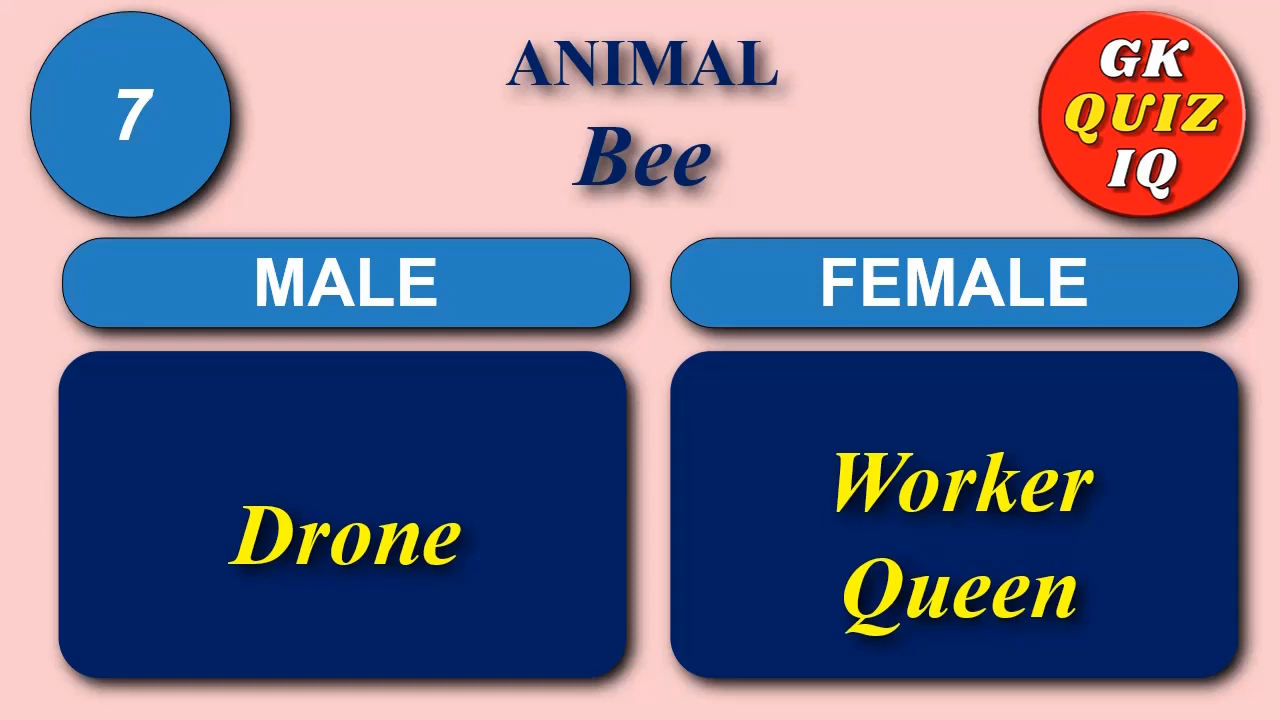 7
ANIMAL
Bee
GK
QUIZ
IQ
MALE
FEMALE
Drone
Worker
Queen